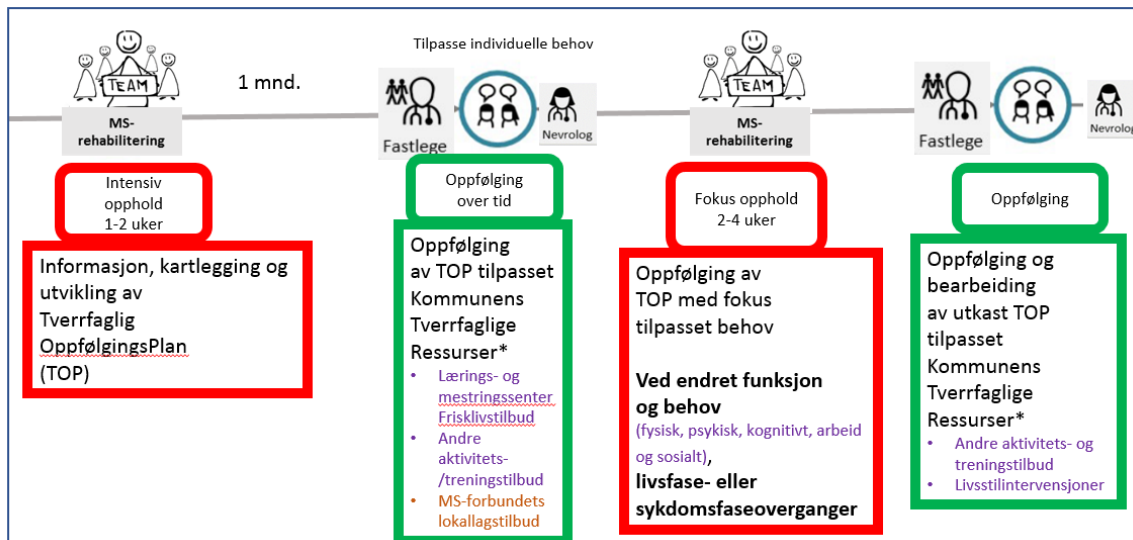 TEAM
MS-
rehabilitering
1 mnd.
Tilpasse individuelle behov
Fastlege
Nevrolog
TEAM
MS-
rehabilitering
Fastlege
Nevrolog
Intensiv
opphold
1-2 uker
Informasjon, kartlegging og
utvikling av
Tverrfaglig
OppfølgingsPlan
(TOP)
Oppfølging
over tid
Oppfølging
av TOP tilpasset
Kommunens
Tverrfaglige
Ressurser*
• Lærings- og
mestringssenter
Frisklivstilbud
• Andre
aktivitets-
/treningstilbud
• MS-forbundets
lokallagstilbud
Fokus opphold
2-4 uker
Oppfølging av
TOP med fokus
tilpasset behov
Ved endret funksjon
og behov
(fysisk, psykisk, kognitivt, arbeid
og sosialt),
livsfase- eller
sykdomsfaseoverganger
Oppfølging
Oppfølging og
bearbeiding
av utkast TOP
tilpasset
Kommunens
Tverrfaglige
Ressurser*
• Andre aktivitets- og
treningstilbud
• Livsstilintervensjoner